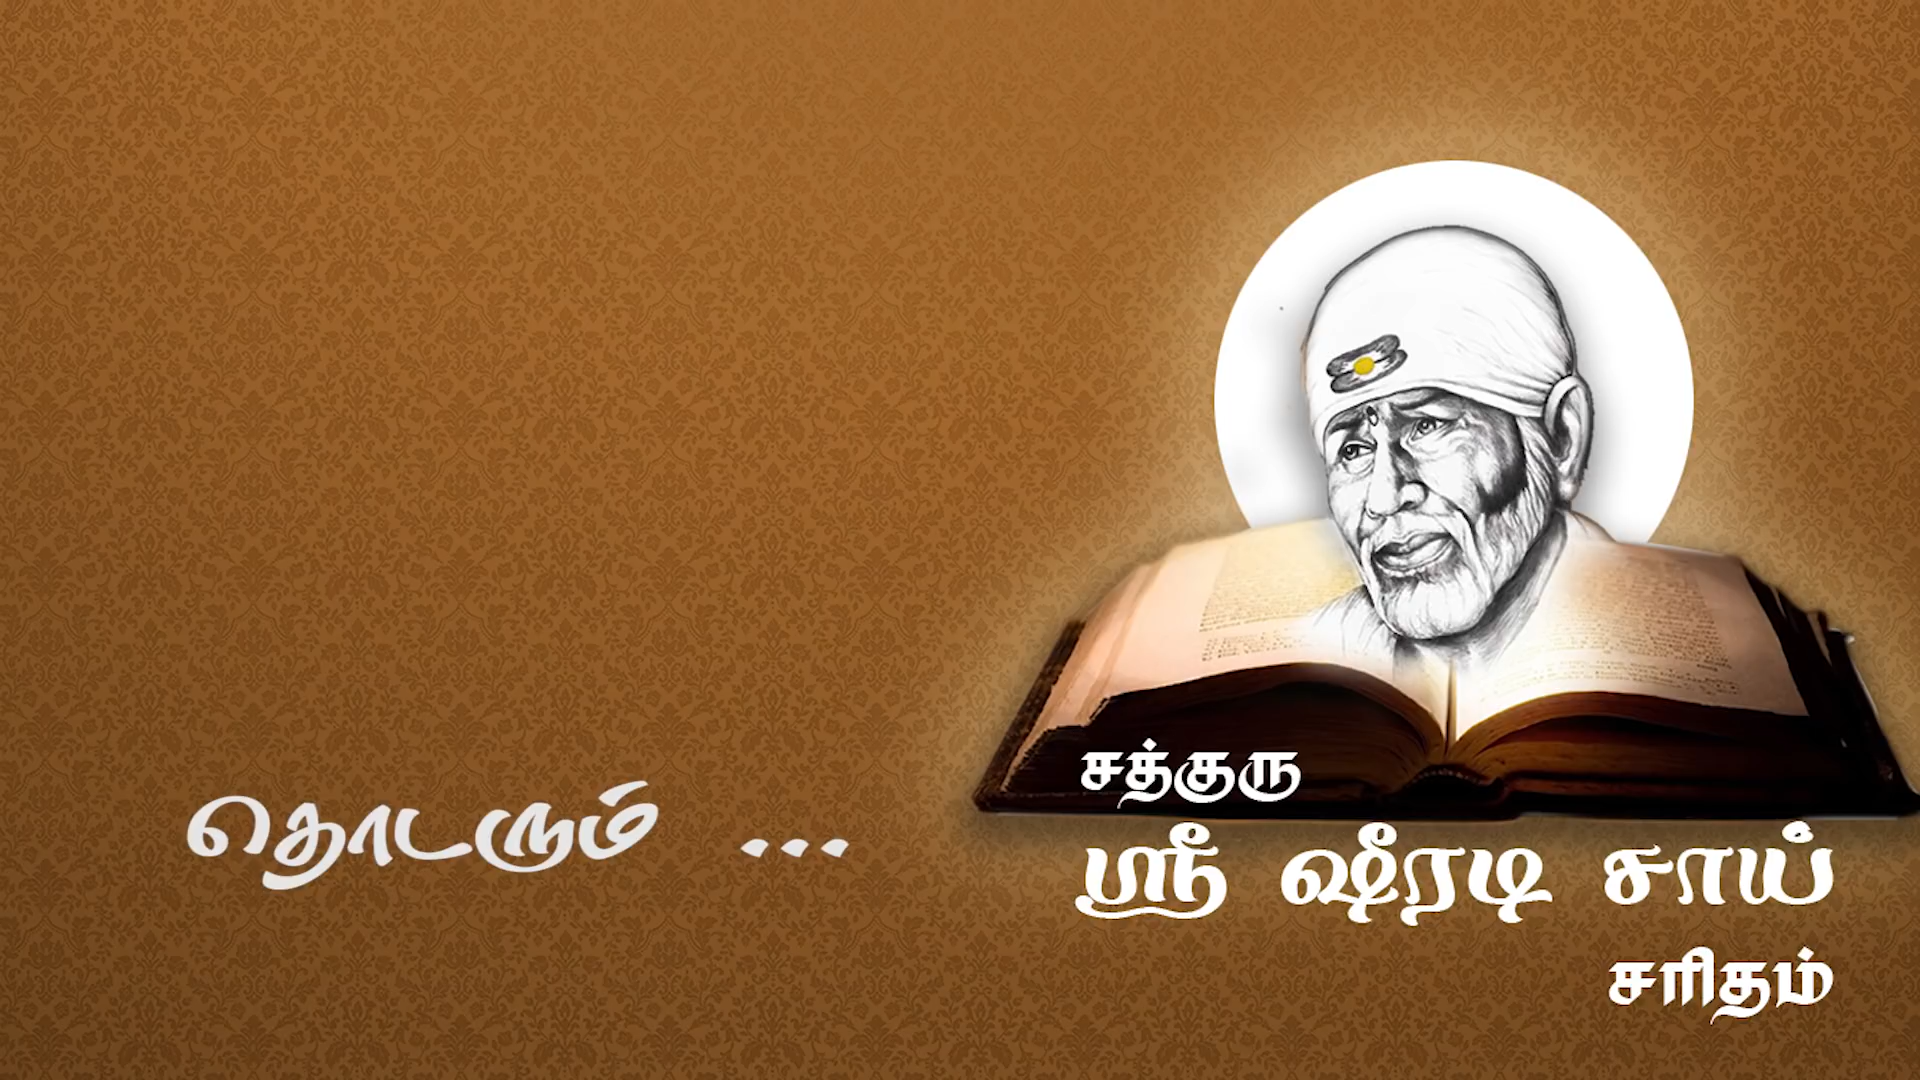 தொடரும் ...
சத்குரு
ஸ்ரீ ஷீரடி சாய்
சரிதம்